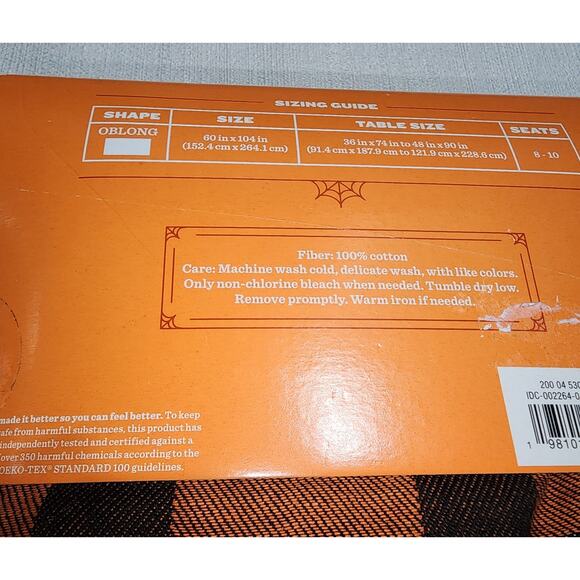 SIZING GUIDE
SHAPE SIZE TABLE SIZE SEATS
OBLONG 60 in x 104 in 36 in x 74 in to 48 in x 90 in 8 - 10
(152.4 cm x 264.1 cm) (91.4 cm x 187.9 cm to 121.9 cm x 228.6 cm)
Fiber: 100% cotton
Care: Machine wash cold, delicate wash, with like colors.
Only non-chlorine bleach when needed. Tumble dry low.
Remove promptly. Warm iron if needed.
made it better so you can feel better. To keep
safe from harmful substances, this product has
independently tested and certified against a
over 350 harmful chemicals according to the
OEKO-TEX® STANDARD 100 guidelines.
200 04 530
IDC-002264-0
1 9810